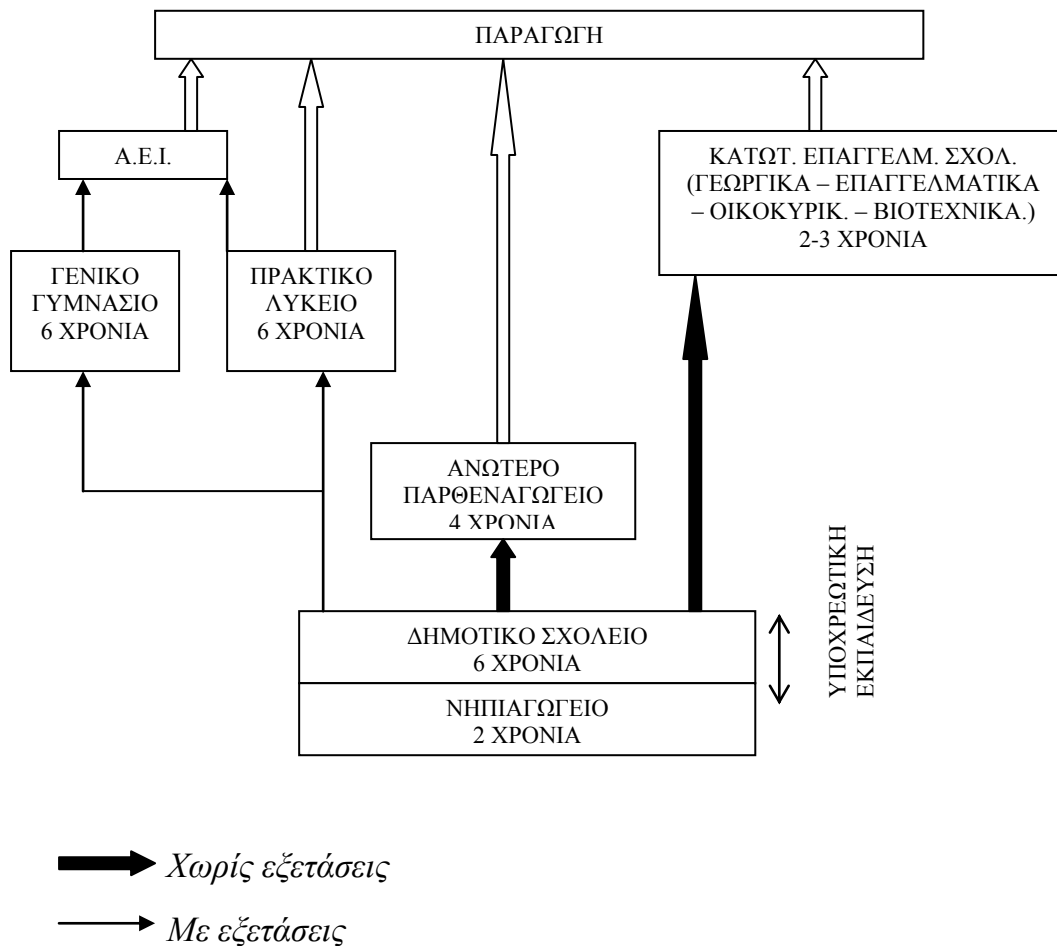 ΠΑΡΑΓΩΓΗ
Α.Ε.Ι.
ΚΑΤΩΤ. ΕΠΑΓΓΕΛΜ. ΣΧΟΛ.
(ΓΕΩΡΓΙΚΑ – ΕΠΑΓΓΕΛΜΑΤΙΚΑ
– ΟΙΚΟΚΥΡΙΚ. – ΒΙΟΤΕΧΝΙΚΑ.)
2-3 ΧΡΟΝΙΑ
ΓΕΝΙΚΟ
ΓΥΜΝΑΣΙΟ
6 ΧΡΟΝΙΑ
ΠΡΑΚΤΙΚΟ
ΛΥΚΕΙΟ
6 ΧΡΟΝΙΑ
ΑΝΩΤΕΡΟ
ΠΑΡΘΕΝΑΓΩΓΕΙΟ
4 ΧΡΟΝΙΑ
ΥΠΟΧΡΕΩΤΙΚΗ
ΕΚΠΑΙΔΕΥΣΗ
ΔΗΜΟΤΙΚΟ ΣΧΟΛΕΙΟ
6 ΧΡΟΝΙΑ
ΝΗΠΙΑΓΩΓΕΙΟ
2 ΧΡΟΝΙΑ
Χωρίς εξετάσεις
Με εξετάσεις